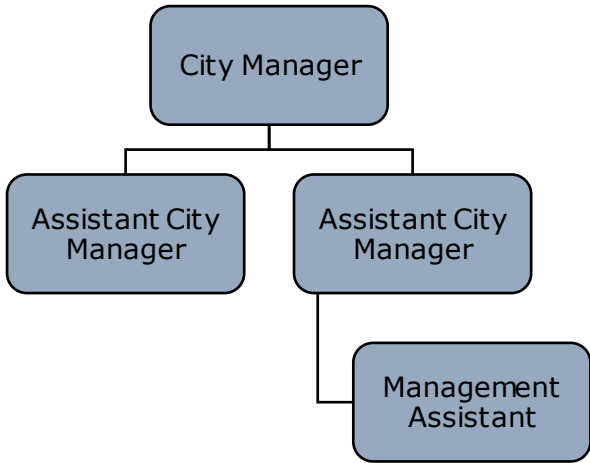 City Manager
Assistant City
Manager
Assistant City
Manager
Management
Assistant